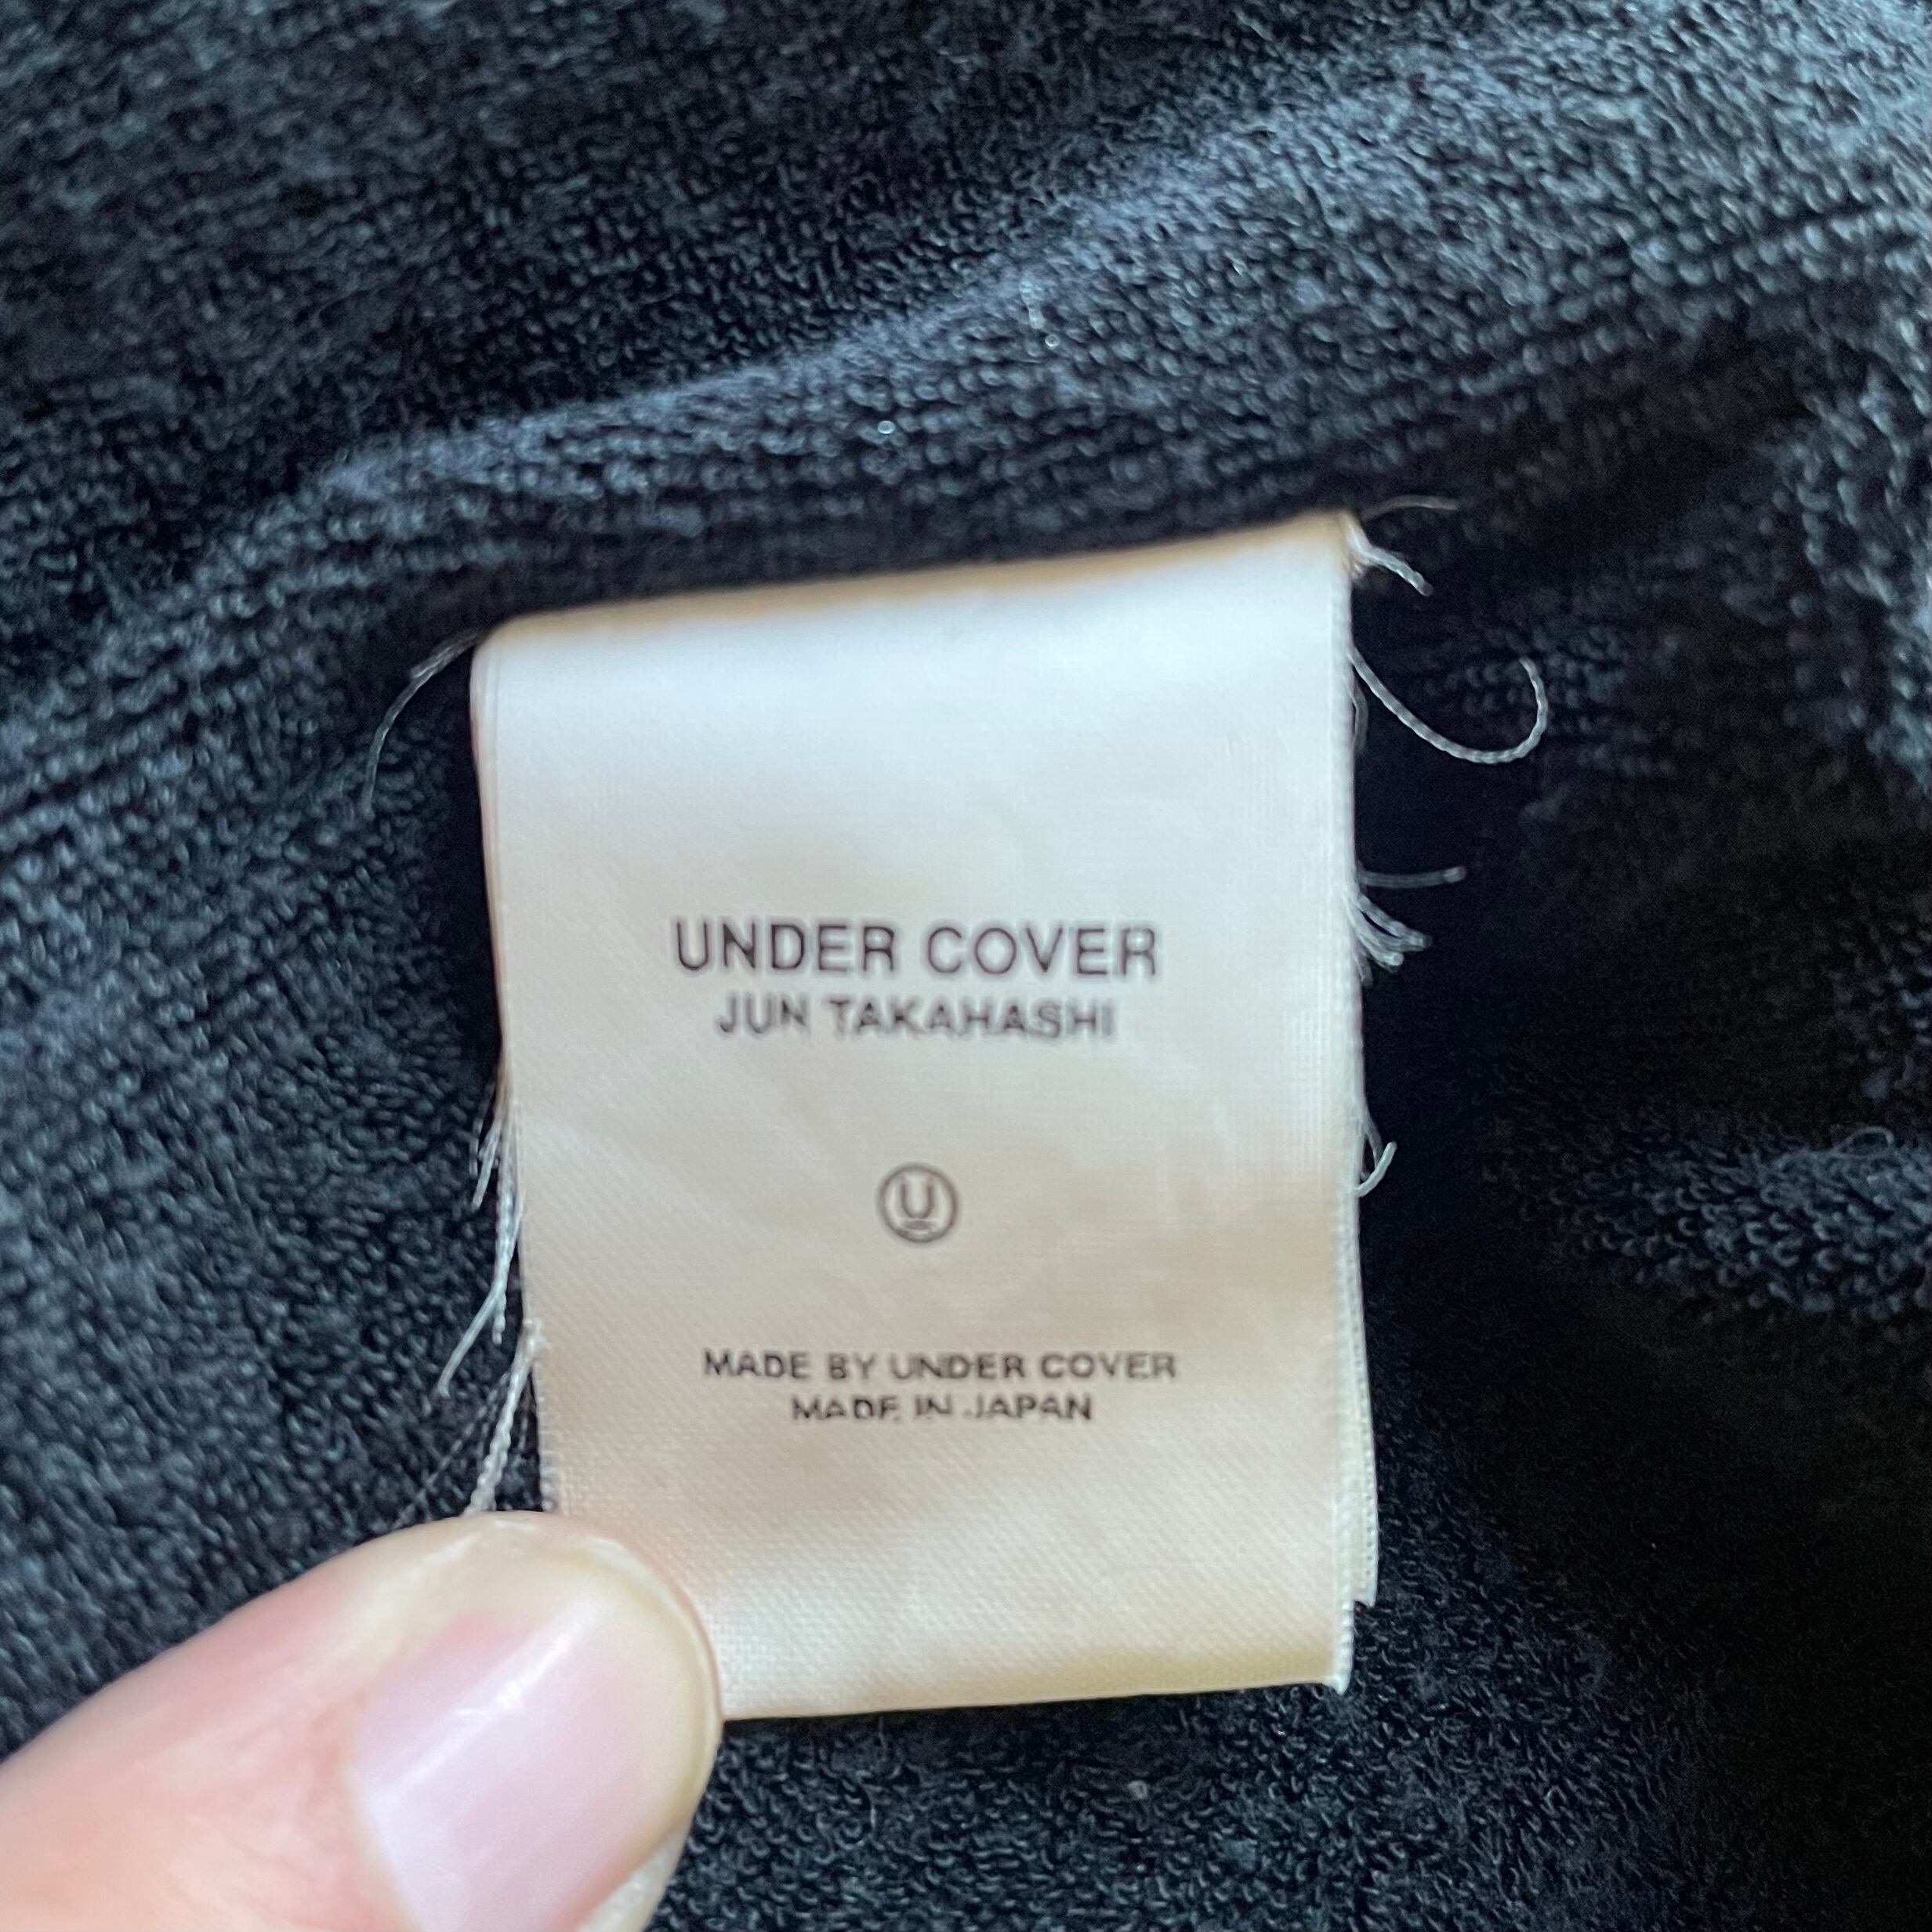 UNDER COVER
JUN TAKAHASHI
U
MADE BY UNDER COVER
MADE IN JAPAN